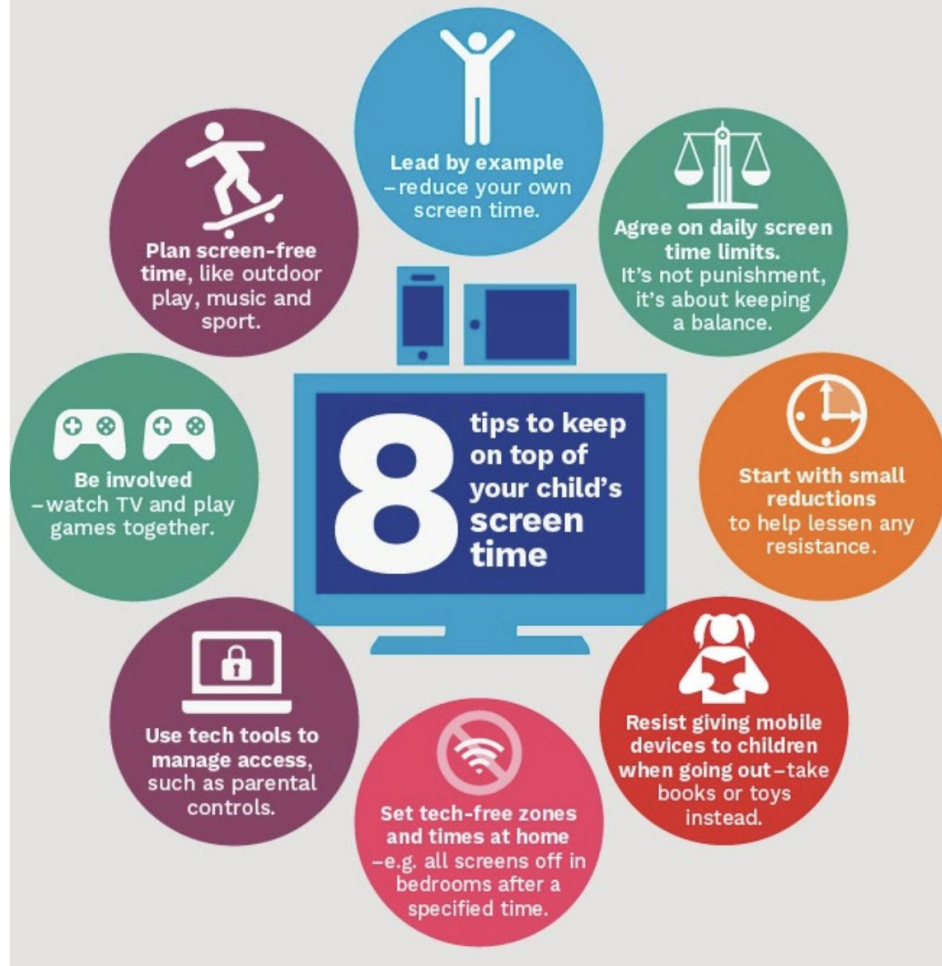 8
tips to keep
on top of
your child's
screen
time
Lead by example
–reduce your own
screen time.
Agree on daily screen
time limits.
It's not punishment,
it's about keeping
a balance.
Start with small
reductions
to help lessen any
resistance.
Resist giving mobile
devices to children
when going out–take
books or toys
instead.
Set tech-free zones
and times at home
–e.g. all screens off in
bedrooms after a
specified time.
Use tech tools to
manage access,
such as parental
controls.
Be involved
–watch TV and play
games together.
Plan screen-free
time, like outdoor
play, music and
sport.